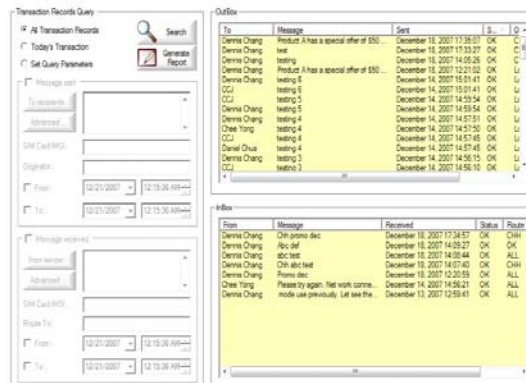 Transaction Records Query
All Transaction Records
Today's Transaction
Set Query Parameters
Search
Generate Report
Message sent
To recipients
Advanced
SIM Card IMSI:
Originator:
From: 12/21/2007 12:15:36 AM
To: 12/21/2007 12:15:36 AM
Message received
from sender
Advanced
SIM Card IMSI:
Route To:
From: 12/21/2007 12:15:36 AM
To: 12/21/2007 12:15:36 AM
OutBox
To Message Sent S... O
Dennis Chang Product A has a special offer of $50 ... December 18, 2007 17:36:07 OK C
Dennis Chang test December 18, 2007 17:33:27 OK C
Dennis Chang testing December 18, 2007 14:05:26 OK C
Dennis Chang Product A has a special offer of $50 ... December 18, 2007 12:21:02 OK La
Dennis Chang testing 6 December 14, 2007 15:01:41 OK La
CCJ testing 6 December 14, 2007 15:01:41 OK La
CCJ testing 5 December 14, 2007 14:59:54 OK La
Dennis Chang testing 5 December 14, 2007 14:59:54 OK La
Dennis Chang testing 4 December 14, 2007 14:57:51 OK La
Chee Yong testing 4 December 14, 2007 14:57:50 OK La
CCJ testing 4 December 14, 2007 14:57:45 OK La
Daniel Chua testing 4 December 14, 2007 14:57:45 OK La
Dennis Chang testing 3 December 14, 2007 14:56:15 OK La
CCJ testing 3 December 14, 2007 14:56:10 OK La
InBox
From Message Received Status Route
Dennis Chang Chh promo dec December 18, 2007 17:34:57 OK CHH
Dennis Chang Abc def December 18, 2007 14:09:27 OK OK
Dennis Chang abc test December 18, 2007 14:08:44 OK ALL
Dennis Chang Chh abc test December 18, 2007 14:07:40 OK CHH
Dennis Chang Promo dec December 18, 2007 12:20:59 OK ALL
Chee Yong Please try again. Net work conne... December 14, 2007 14:56:21 OK ALL
Dennis Chang mode use previously. Let see the... December 13, 2007 12:59:41 OK ALL